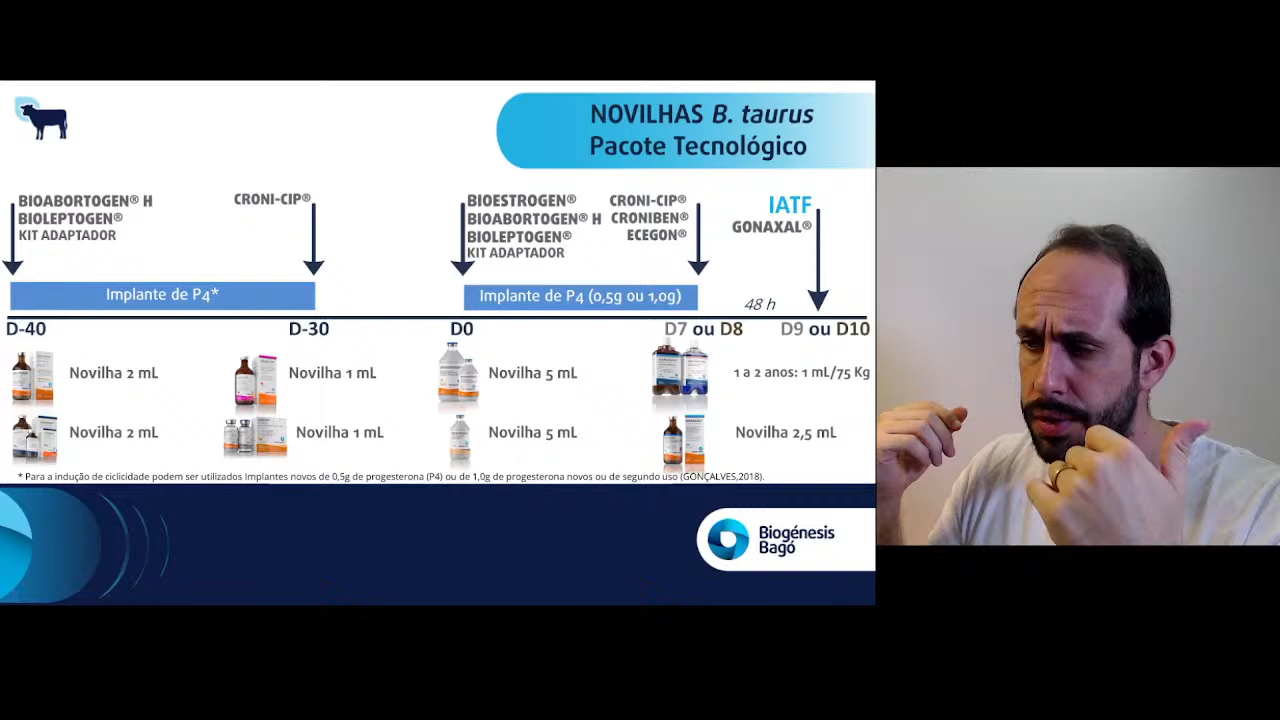 NOVILHAS B. taurus
Pacote Tecnológico
BIOABORTOGEN® H
BIOLEPTOGEN®
KIT ADAPTADOR
CRONI-CIP®
BIOESTROGEN®
BIOABORTOGEN® H
BIOLEPTOGEN®
KIT ADAPTADOR
CRONI-CIP®
CRONIBEN®
ECEGON®
IATF
GONAXAL®
Implante de P4*
Implante de P4 (0,5g ou 1,0g)
48 h
D-40
D-30
D0
D7 ou D8
D9 ou D10
Novilha 2 mL
Novilha 1 mL
Novilha 5 mL
1 a 2 anos: 1 mL/75 Kg
Novilha 2 mL
Novilha 1 mL
Novilha 5 mL
Novilha 2,5 mL
* Para a indução de ciclicidade podem ser utilizados Implantes novos de 0,5g de progesterona (P4) ou de 1,0g de progesterona novos ou de segundo uso (GONÇALVES,2018).
Biogénesis
Bagó